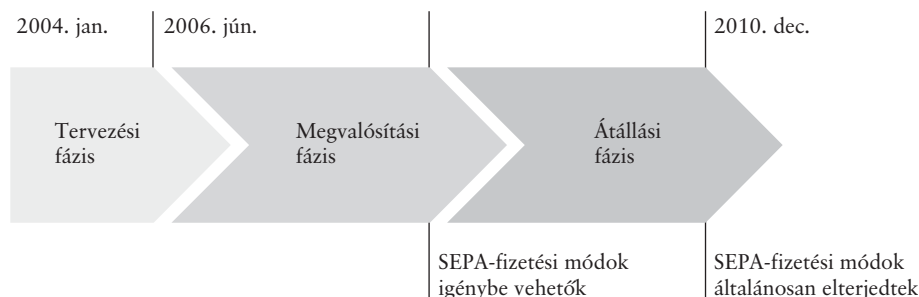 2004. jan.
2006. jún.
2010. dec.
Tervezési
fázis
Megvalósítási
fázis
Átállási
fázis
SEPA-fizetési módok
igénybe vehetők
SEPA-fizetési módok
általánosan elterjedtek